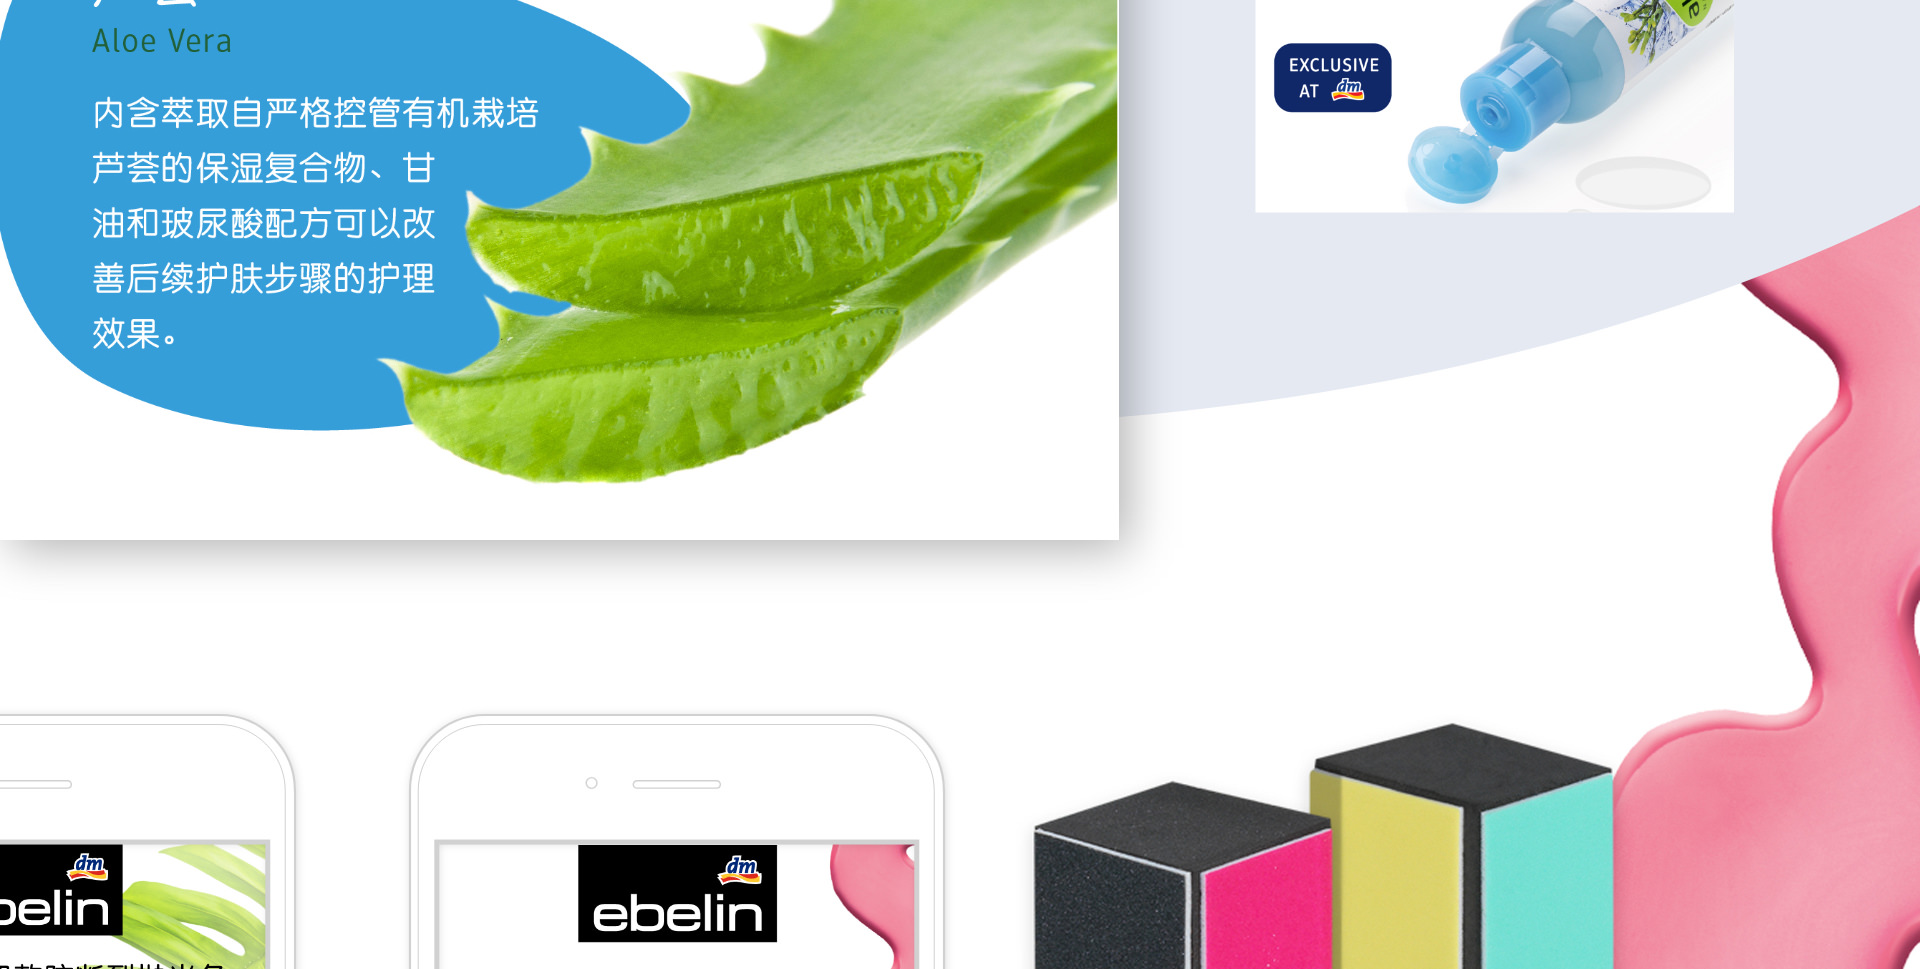 Aloe Vera
内含萃取自严格控管有机栽培
芦荟的保湿复合物、甘
油和玻尿酸配方可以改
善后续护肤步骤的护理
效果。
EXCLUSIVE
AT dm
dm
belin
dm
ebelin